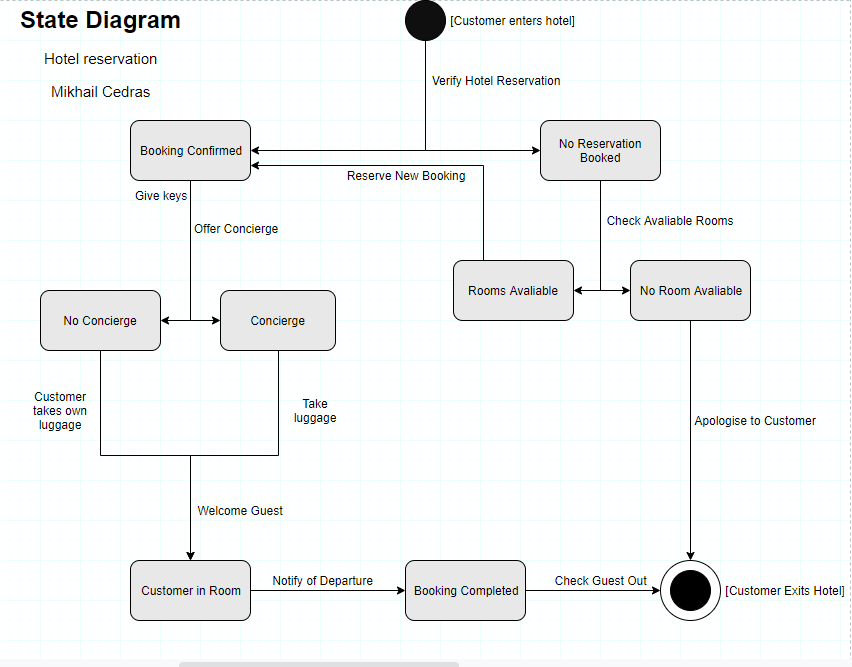 State Diagram
[Customer enters hotel]
Hotel reservation
Verify Hotel Reservation
Mikhail Cedras
Booking Confirmed
No Reservation
Booked
Reserve New Booking
Give keys
Offer Concierge
Check Avaliable Rooms
Rooms Avaliable
No Room Avaliable
No Concierge
Concierge
Customer
takes own
luggage
Take
luggage
Apologise to Customer
Welcome Guest
Customer in Room
Notify of Departure
Booking Completed
Check Guest Out
[Customer Exits Hotel]